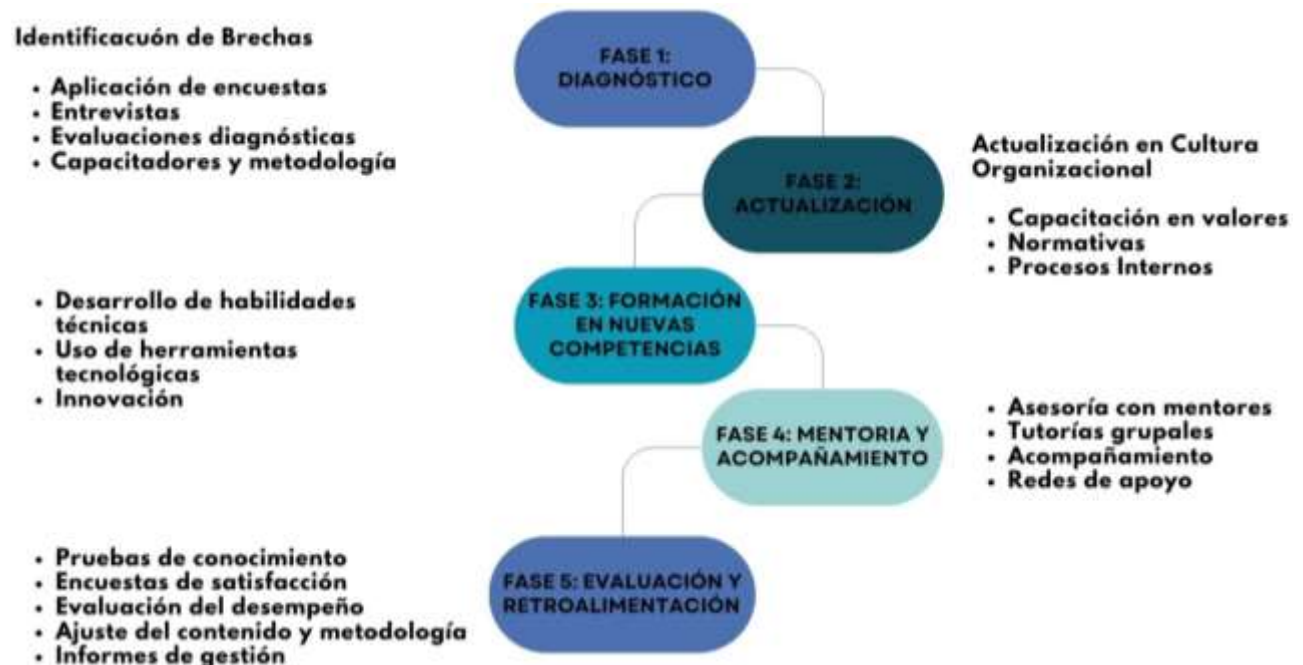 Identificacuón de Brechas
• Aplicación de encuestas
• Entrevistas
• Evaluaciones diagnósticas
• Capacitadores y metodología
FASE 1:
DIAGNÓSTICO
FASE 2:
ACTUALIZACIÓN
Actualización en Cultura
Organizacional
• Capacitación en valores
• Normativas
• Procesos Internos
• Desarrollo de habilidades
técnicas
• Uso de herramientas
tecnológicas
• Innovación
FASE 3: FORMACIÓN
EN NUEVAS
COMPETENCIAS
FASE 4: MENTORIA Y
ACOMPAÑAMIENTO
• Asesoría con mentores
• Tutorías grupales
• Acompañamiento
• Redes de apoyo
• Pruebas de conocimiento
• Encuestas de satisfacción
• Evaluación del desempeño
• Ajuste del contenido y metodología
• Informes de gestión
FASE 5: EVALUACIÓN Y
RETROALIMENTACIÓN